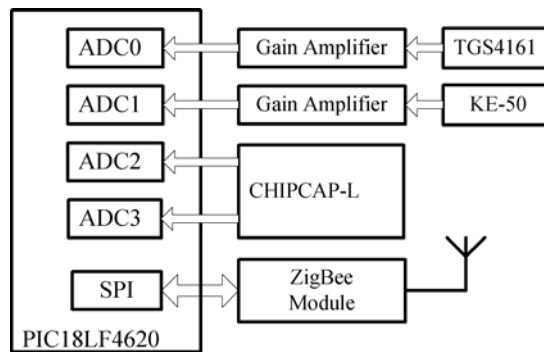 ADC0
Gain Amplifier
TGS4161
ADC1
Gain Amplifier
KE-50
ADC2
CHIPCAP-L
ADC3
SPI
ZigBee
Module
PIC18LF4620